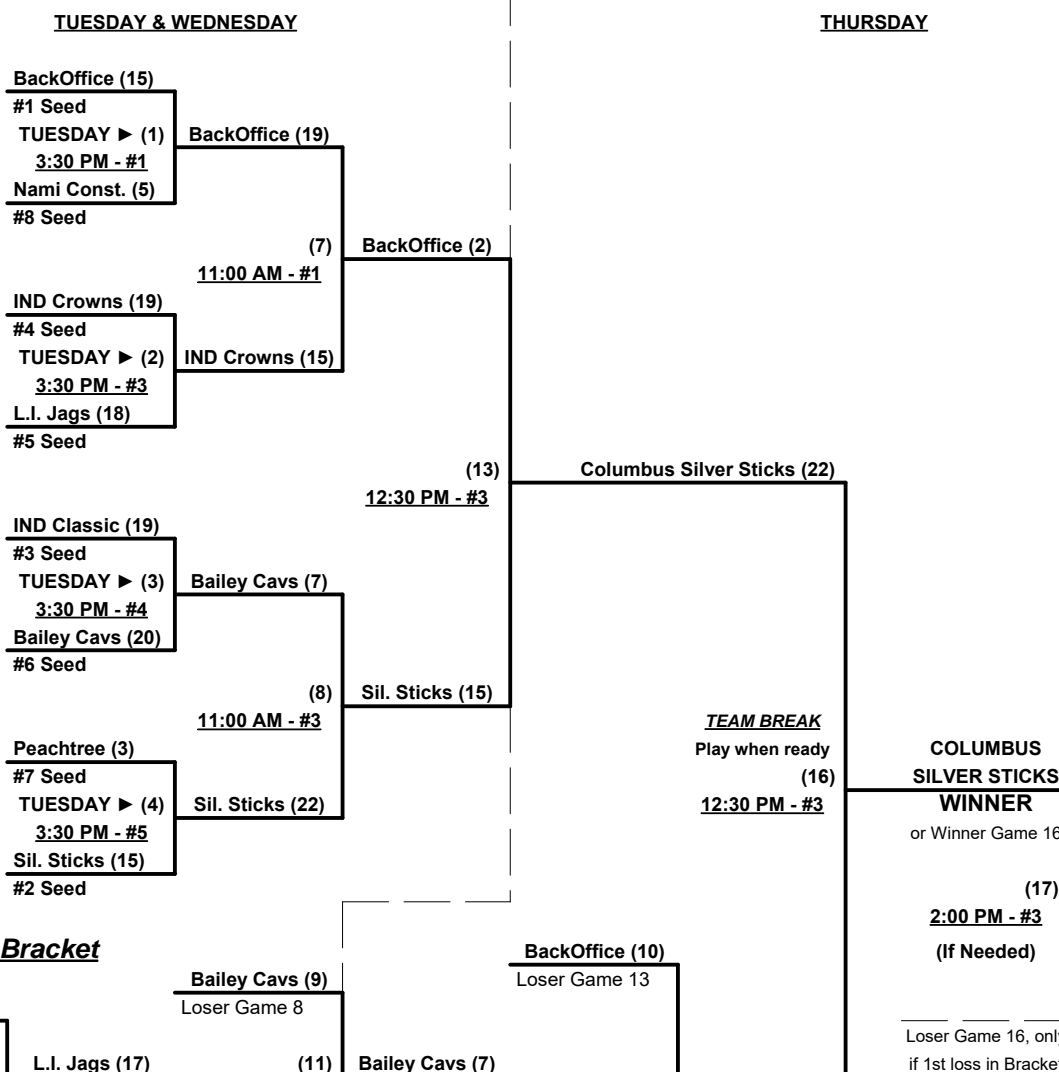 TUESDAY & WEDNESDAY
THURSDAY
BackOffice (15)
#1 Seed
TUESDAY ► (1)
3:30 PM - #1
Nami Const. (5)
#8 Seed
BackOffice (19)
(7)
11:00 AM - #1
BackOffice (2)
IND Crowns (19)
#4 Seed
TUESDAY ► (2)
3:30 PM - #3
L.I. Jags (18)
#5 Seed
IND Crowns (15)
(13)
12:30 PM - #3
Columbus Silver Sticks (22)
IND Classic (19)
#3 Seed
TUESDAY ► (3)
3:30 PM - #4
Bailey Cavs (20)
#6 Seed
Bailey Cavs (7)
(8)
11:00 AM - #3
Sil. Sticks (15)
Peachtree (3)
#7 Seed
TUESDAY ► (4)
3:30 PM - #5
Sil. Sticks (15)
#2 Seed
Sil. Sticks (22)
TEAM BREAK
Play when ready
(16)
12:30 PM - #3
COLUMBUS
SILVER STICKS
WINNER
or Winner Game 16
(17)
2:00 PM - #3
(If Needed)
Bracket
Bailey Cavs (9)
Loser Game 8
BackOffice (10)
Loser Game 13
L.I. Jags (17)
(11)
Bailey Cavs (7)
Loser Game 16, only
if 1st loss in Bracket